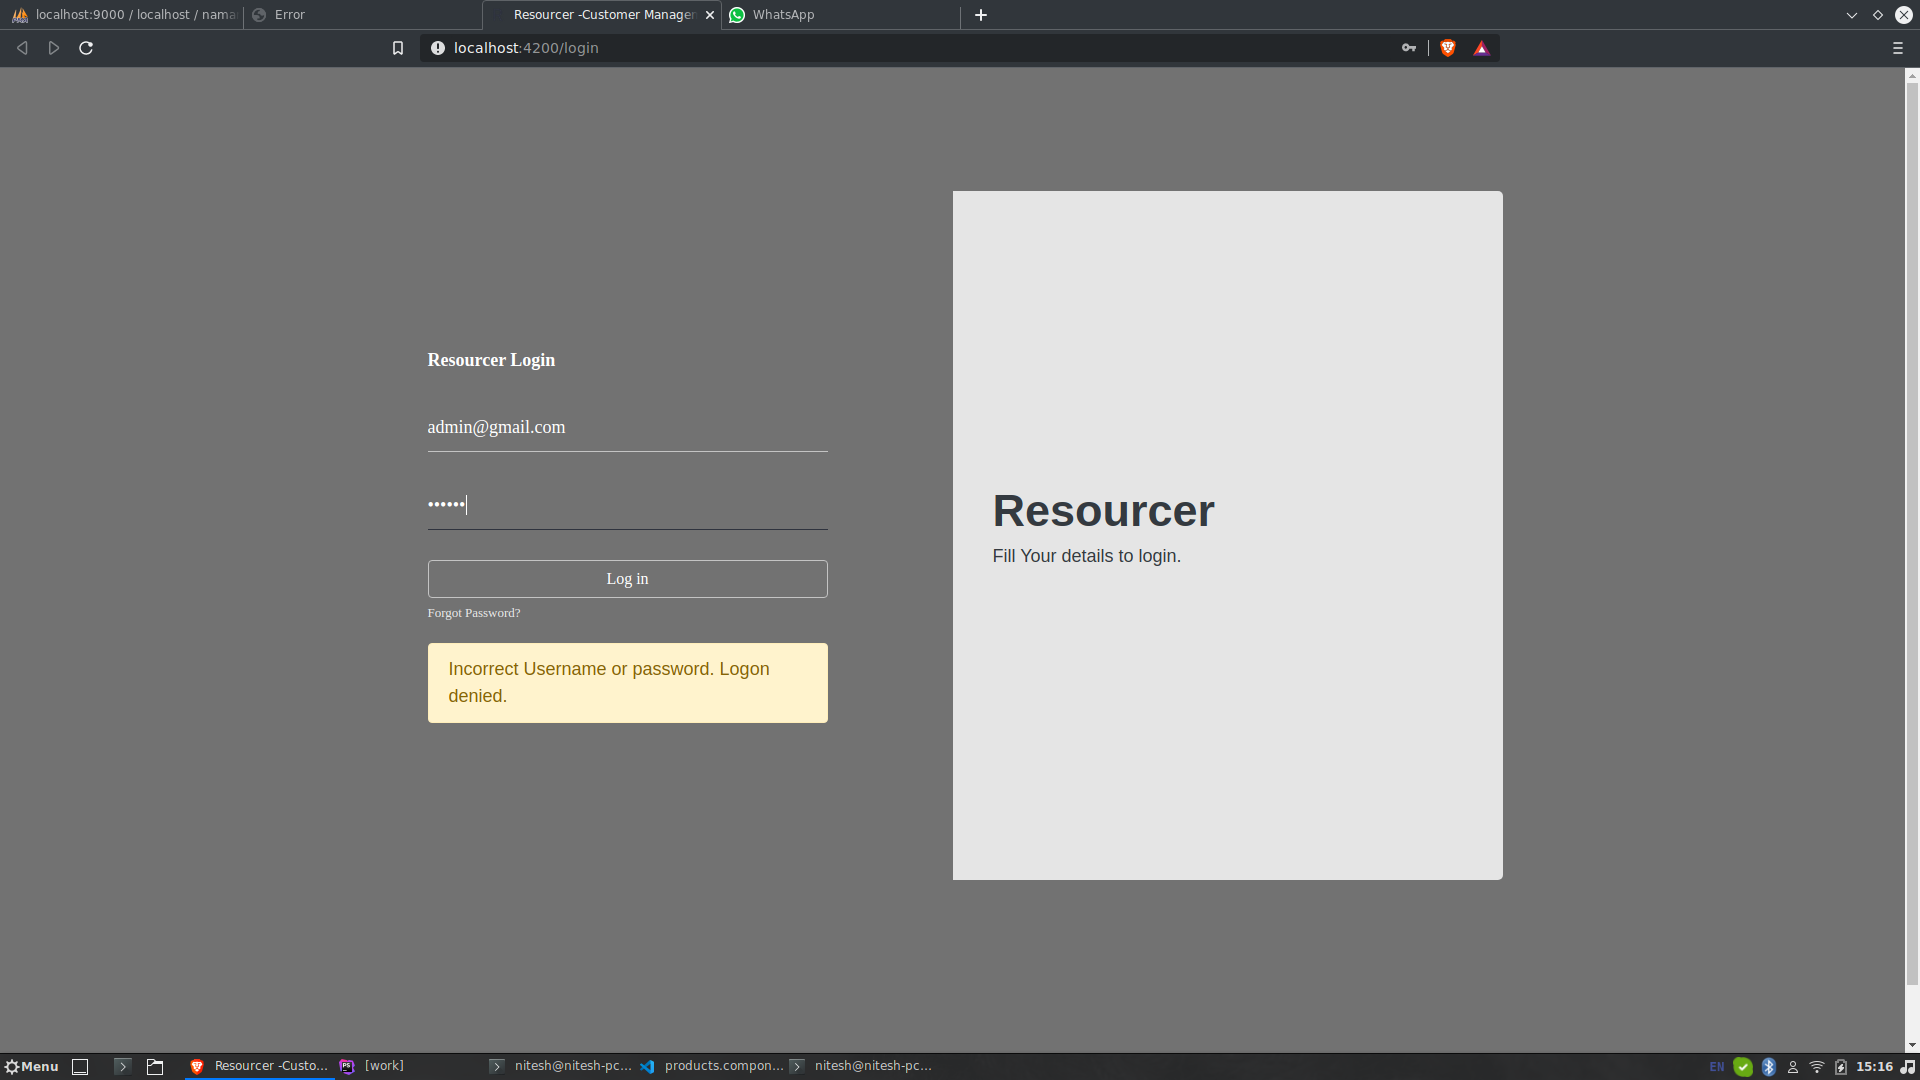 localhost:9000 / localhost / nama
Error
Resourcer -Customer Manager
WhatsApp
localhost:4200/login
Resourcer Login
admin@gmail.com
••••••
Log in
Forgot Password?
Incorrect Username or password. Logon
denied.
Resourcer
Fill Your details to login.
Menu
Resourcer -Custo...
PS
[work]
nitesh@nitesh-pc...
products.compon...
nitesh@nitesh-pc...
EN
15:16